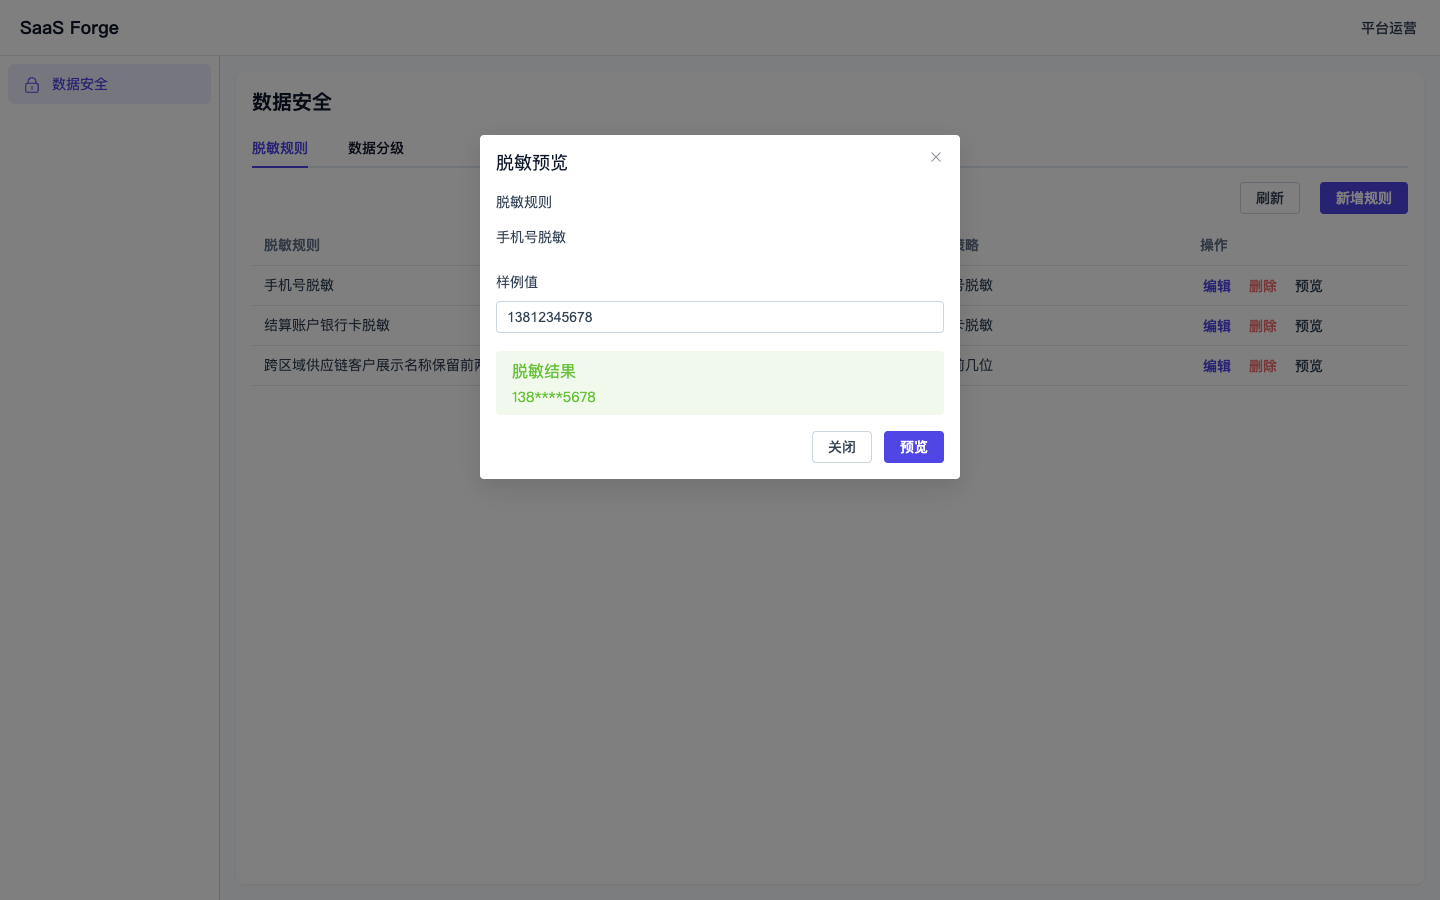 SaaS Forge
平台运营
数据安全
数据安全
脱敏规则 数据分级
刷新 新增规则
脱敏规则 策略 操作
手机号脱敏 号脱敏 编辑 删除 预览
结算账户银行卡脱敏 卡脱敏 编辑 删除 预览
跨区域供应链客户展示名称保留前两 前几位 编辑 删除 预览
脱敏预览
脱敏规则
手机号脱敏
样例值
13812345678
脱敏结果
138****5678
关闭 预览